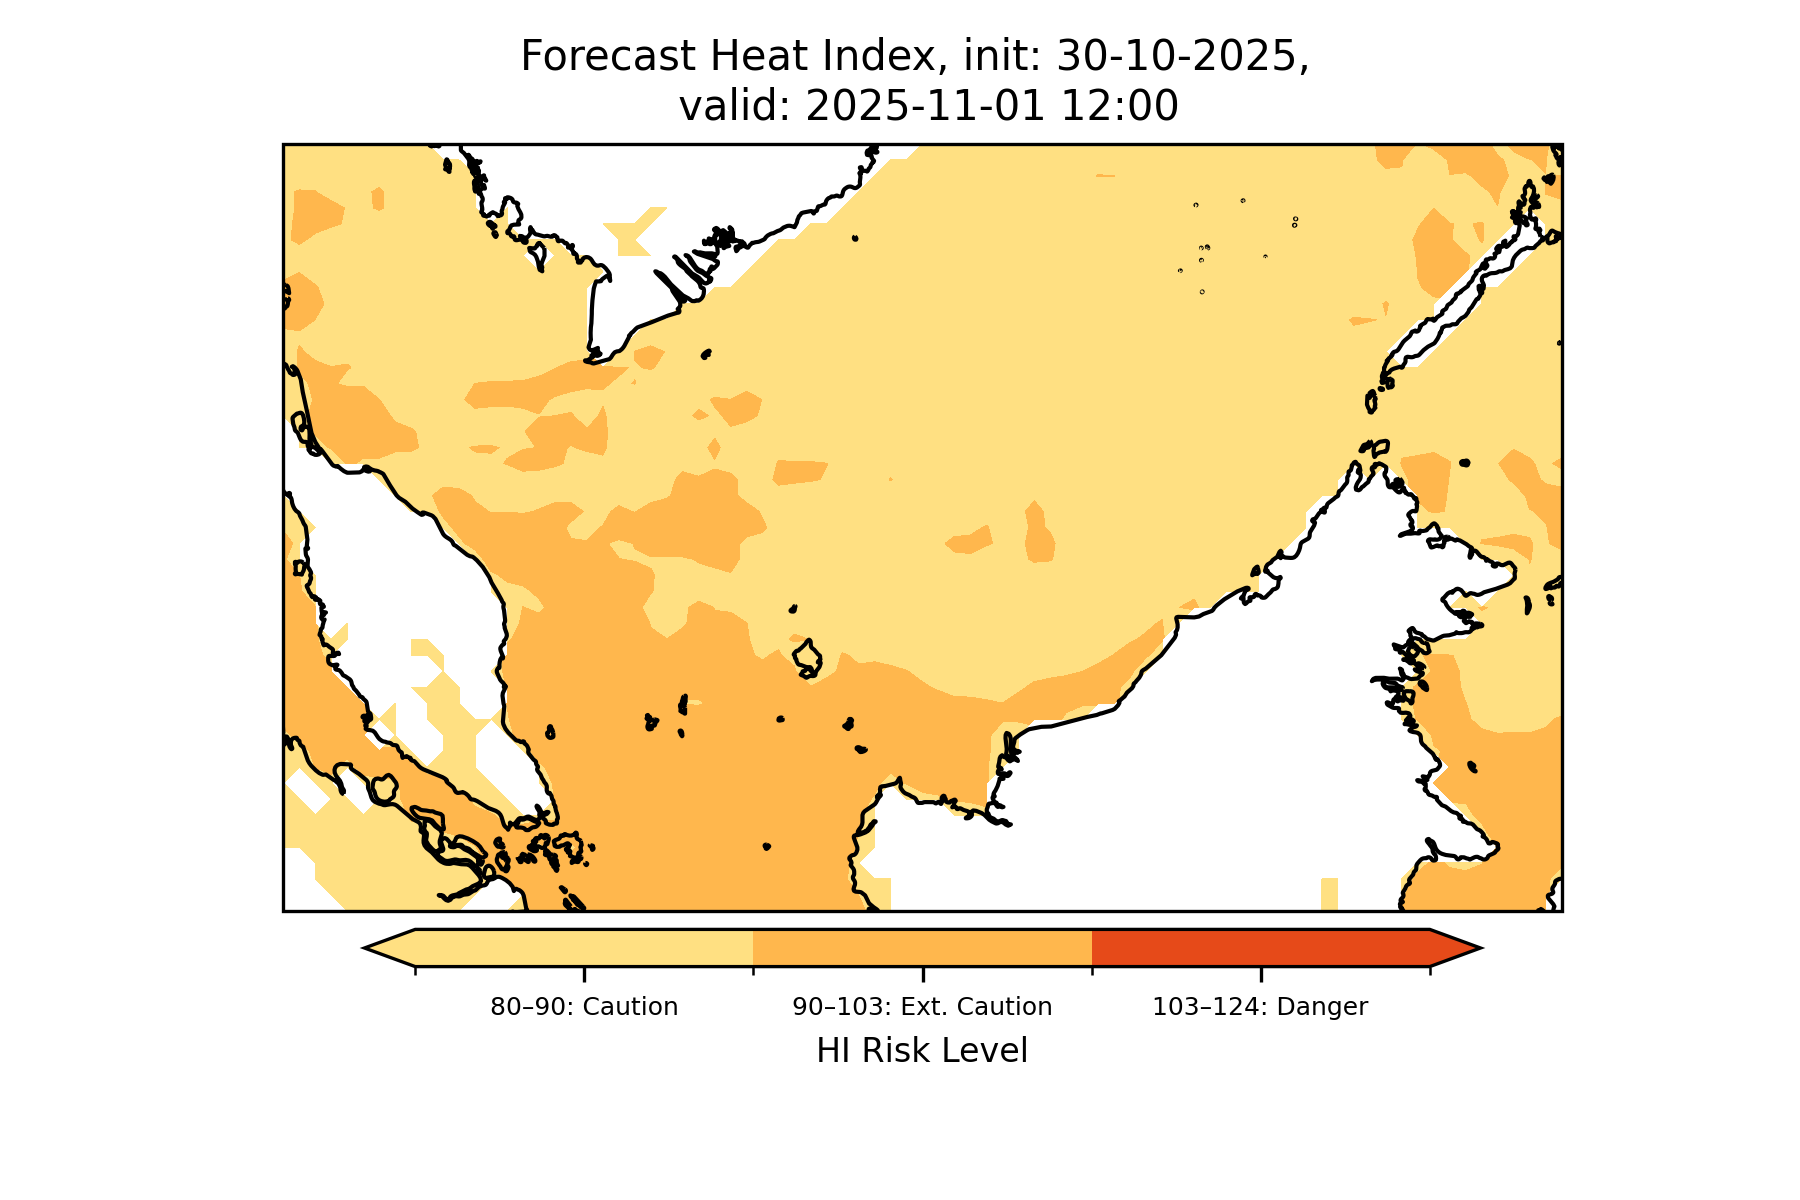 Forecast Heat Index, init: 30-10-2025,
valid: 2025-11-01 12:00
80–90: Caution
90–103: Ext. Caution
103–124: Danger
HI Risk Level